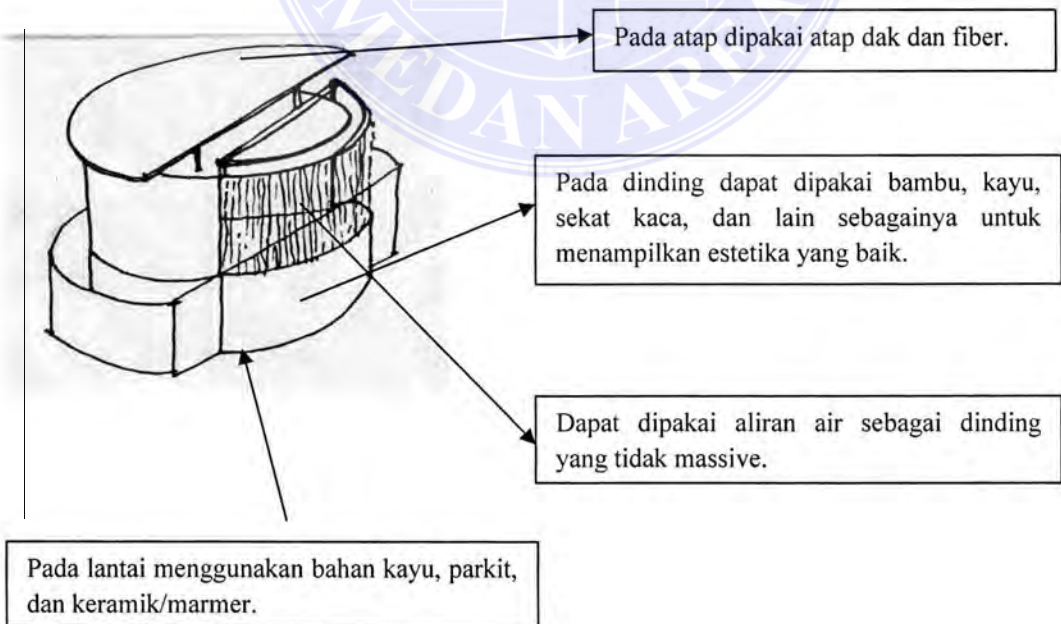 MEDAN AREA
Pada atap dipakai atap dak dan fiber.
Pada dinding dapat dipakai bambu, kayu,
sekat kaca, dan lain sebagainya untuk
menampilkan estetika yang baik.
Dapat dipakai aliran air sebagai dinding
yang tidak massive.
Pada lantai menggunakan bahan kayu, parkit,
dan keramik/marmer.